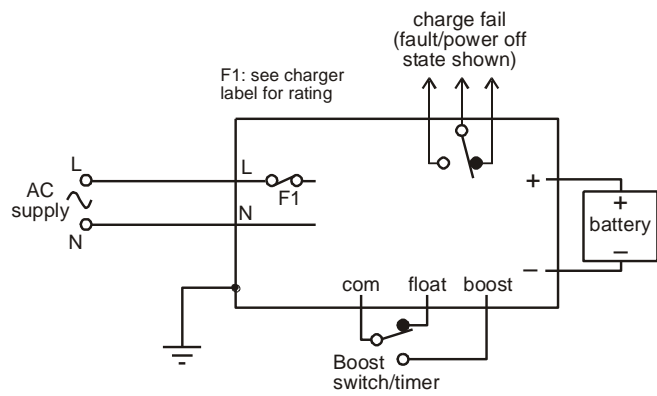 charge fail
(fault/power off
state shown)
F1: see charger
label for rating
L
L
F1
AC
supply
N
N
+
−
+
battery
−
com
float
boost
Boost
switch/timer